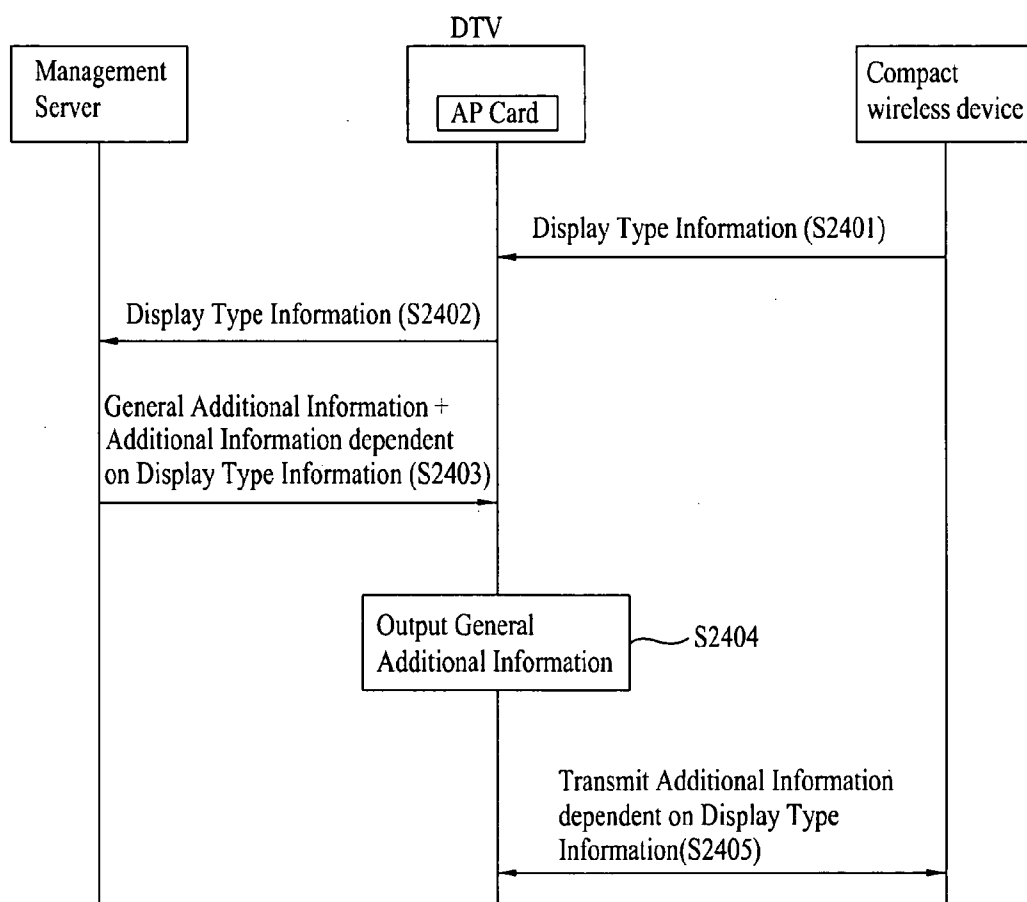 DTV
Management
Server
AP Card
Compact
wireless device
Display Type Information (S2401)
Display Type Information (S2402)
General Additional Information +
Additional Information dependent
on Display Type Information (S2403)
Output General
Additional Information
S2404
Transmit Additional Information
dependent on Display Type
Information(S2405)